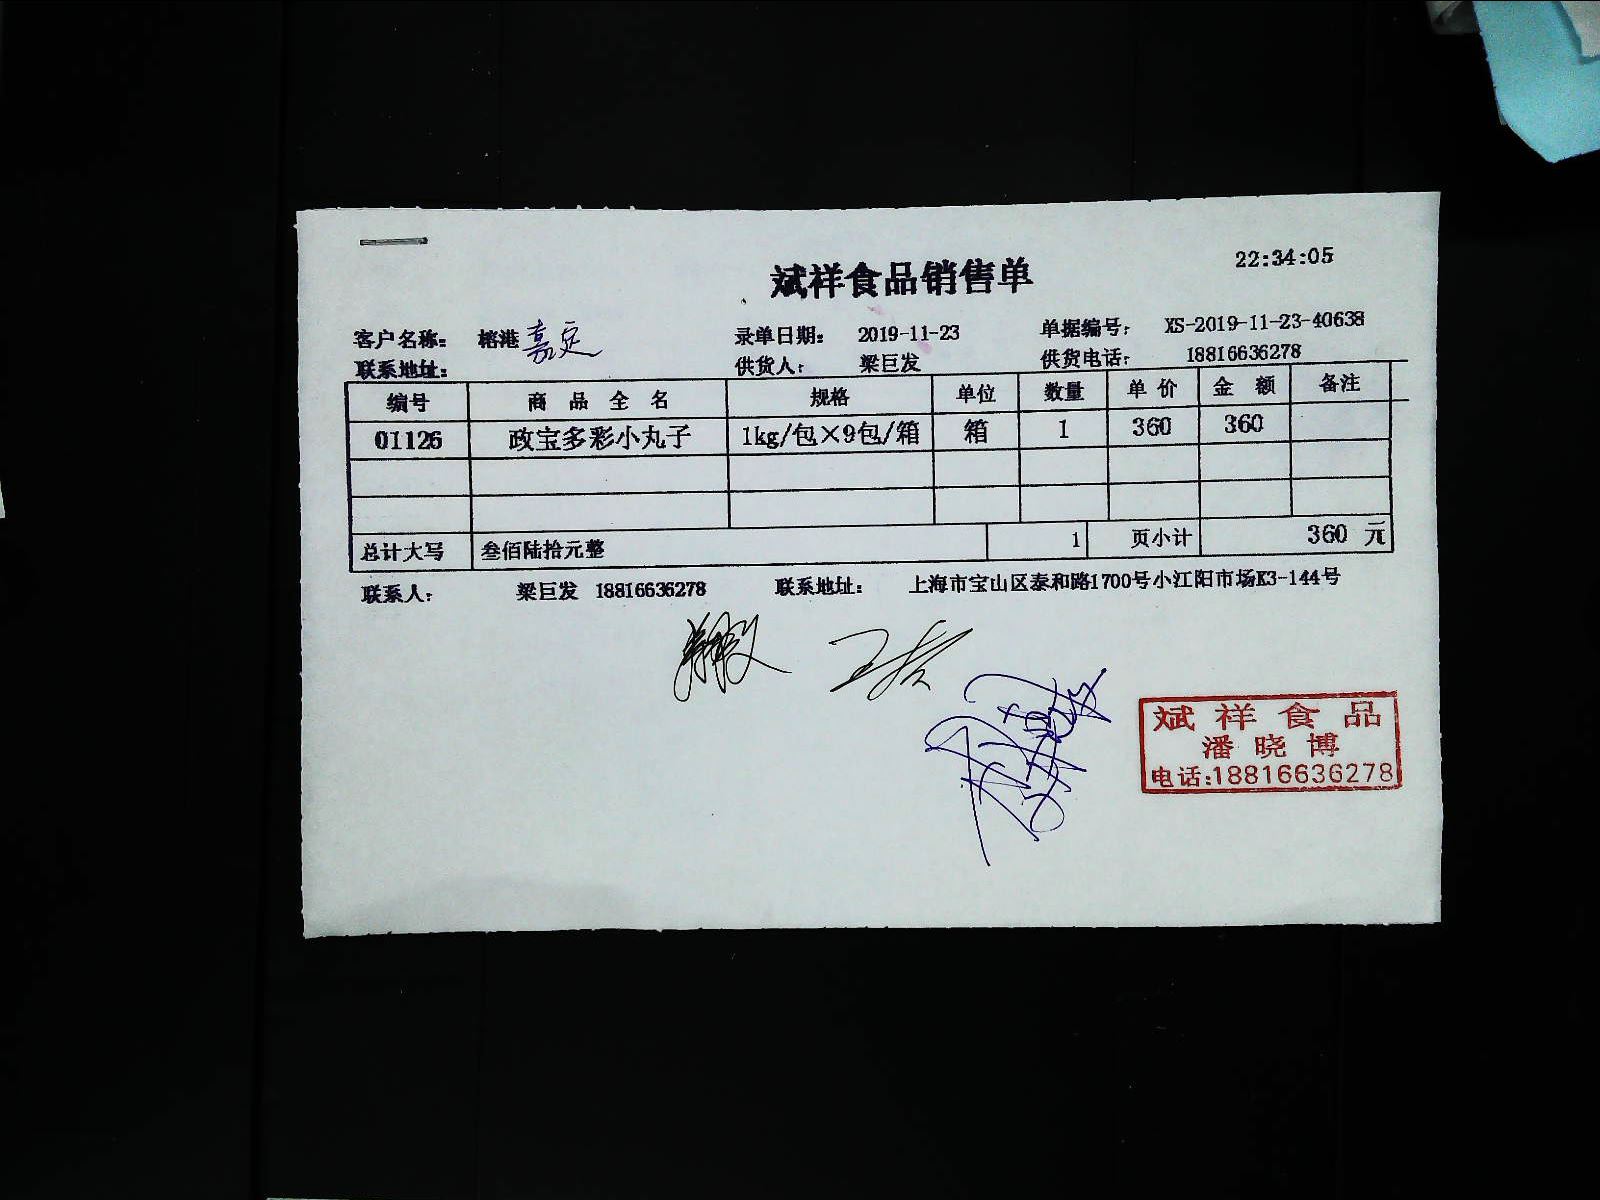 22:34:05
斌祥食品销售单
客户名称： 榕港 嘉定 录单日期： 2019-11-23 单据编号： XS-2019-11-23-40638
联系地址： 供货人： 梁巨发 供货电话： 18816636278
编号 商品全名 规格 单位 数量 单价 金额 备注
01126 政宝多彩小丸子 1kg/包×9包/箱 箱 1 360 360
总计大写 叁佰陆拾元整 1 页小计 360 元
联系人： 梁巨发 18816636278 联系地址： 上海市宝山区泰和路1700号小江阳市场K3-144号
斌祥食品
潘晓博
电话:18816636278